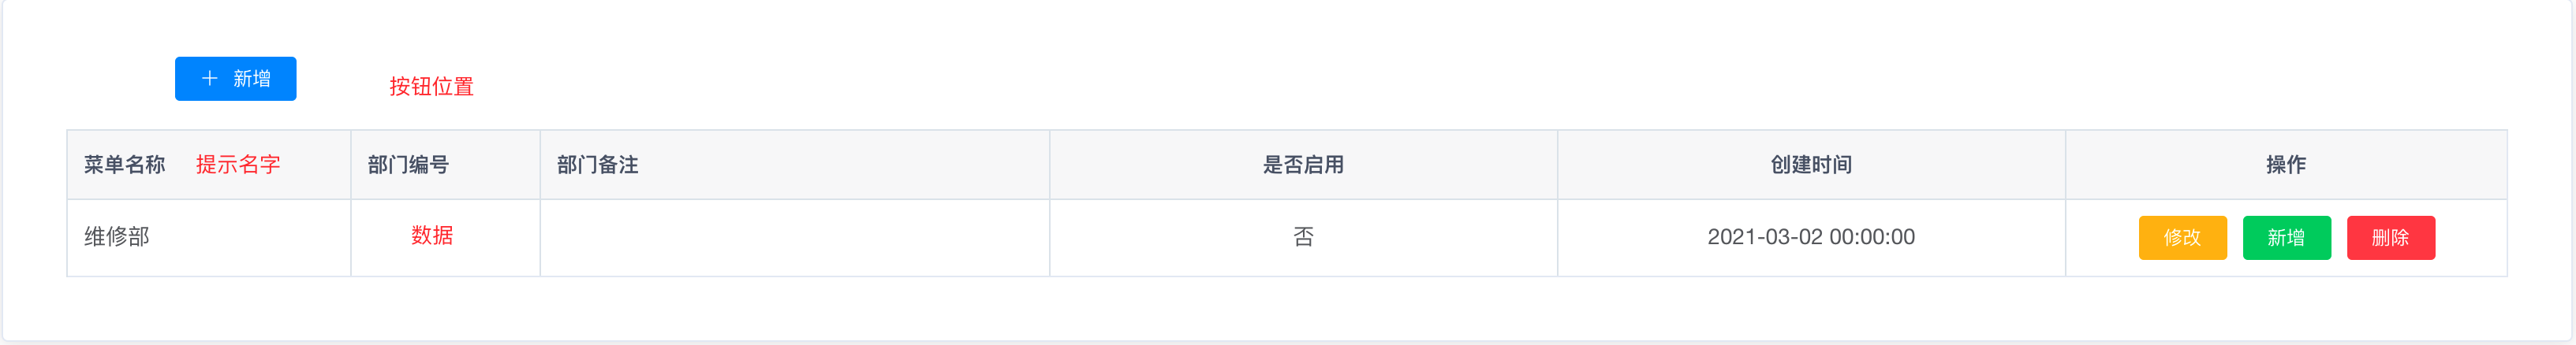 新增 按钮位置
菜单名称 提示名字 部门编号 部门备注 是否启用 创建时间 操作
维修部 数据 否 2021-03-02 00:00:00 修改 新增 删除